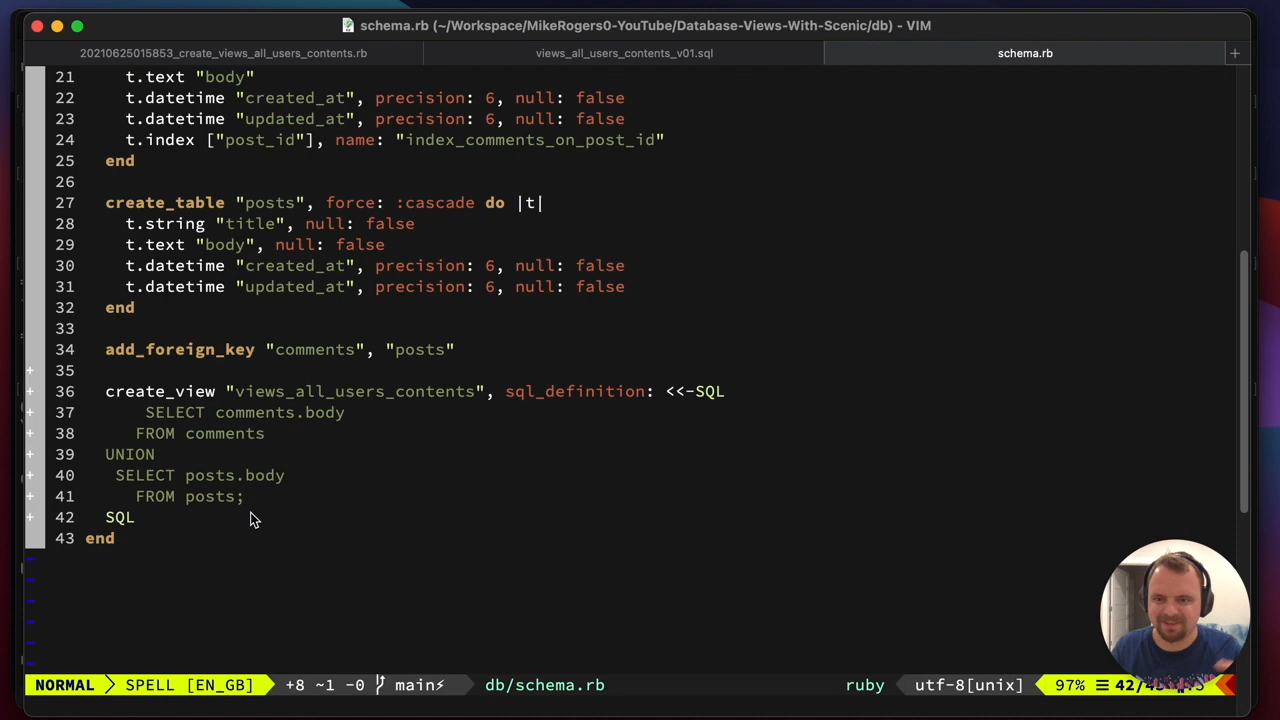 schema.rb (~/Workspace/MikeRogers0-YouTube/Database-Views-With-Scenic/db) - VIM
20210625015853_create_views_all_users_contents.rb views_all_users_contents_v01.sql schema.rb +
21 t.text "body"
22 t.datetime "created_at", precision: 6, null: false
23 t.datetime "updated_at", precision: 6, null: false
24 t.index ["post_id"], name: "index_comments_on_post_id"
25 end
26
27 create_table "posts", force: :cascade do |t|
28 t.string "title", null: false
29 t.text "body", null: false
30 t.datetime "created_at", precision: 6, null: false
31 t.datetime "updated_at", precision: 6, null: false
32 end
33
34 add_foreign_key "comments", "posts"
+ 35
+ 36 create_view "views_all_users_contents", sql_definition: <<-SQL
+ 37 SELECT comments.body
+ 38 FROM comments
+ 39 UNION
+ 40 SELECT posts.body
+ 41 FROM posts;
+ 42 SQL
43 end
NORMAL SPELL [EN_GB] +8 ~1 -0 main⚡ db/schema.rb ruby utf-8[unix] 97% ☰ 42/43